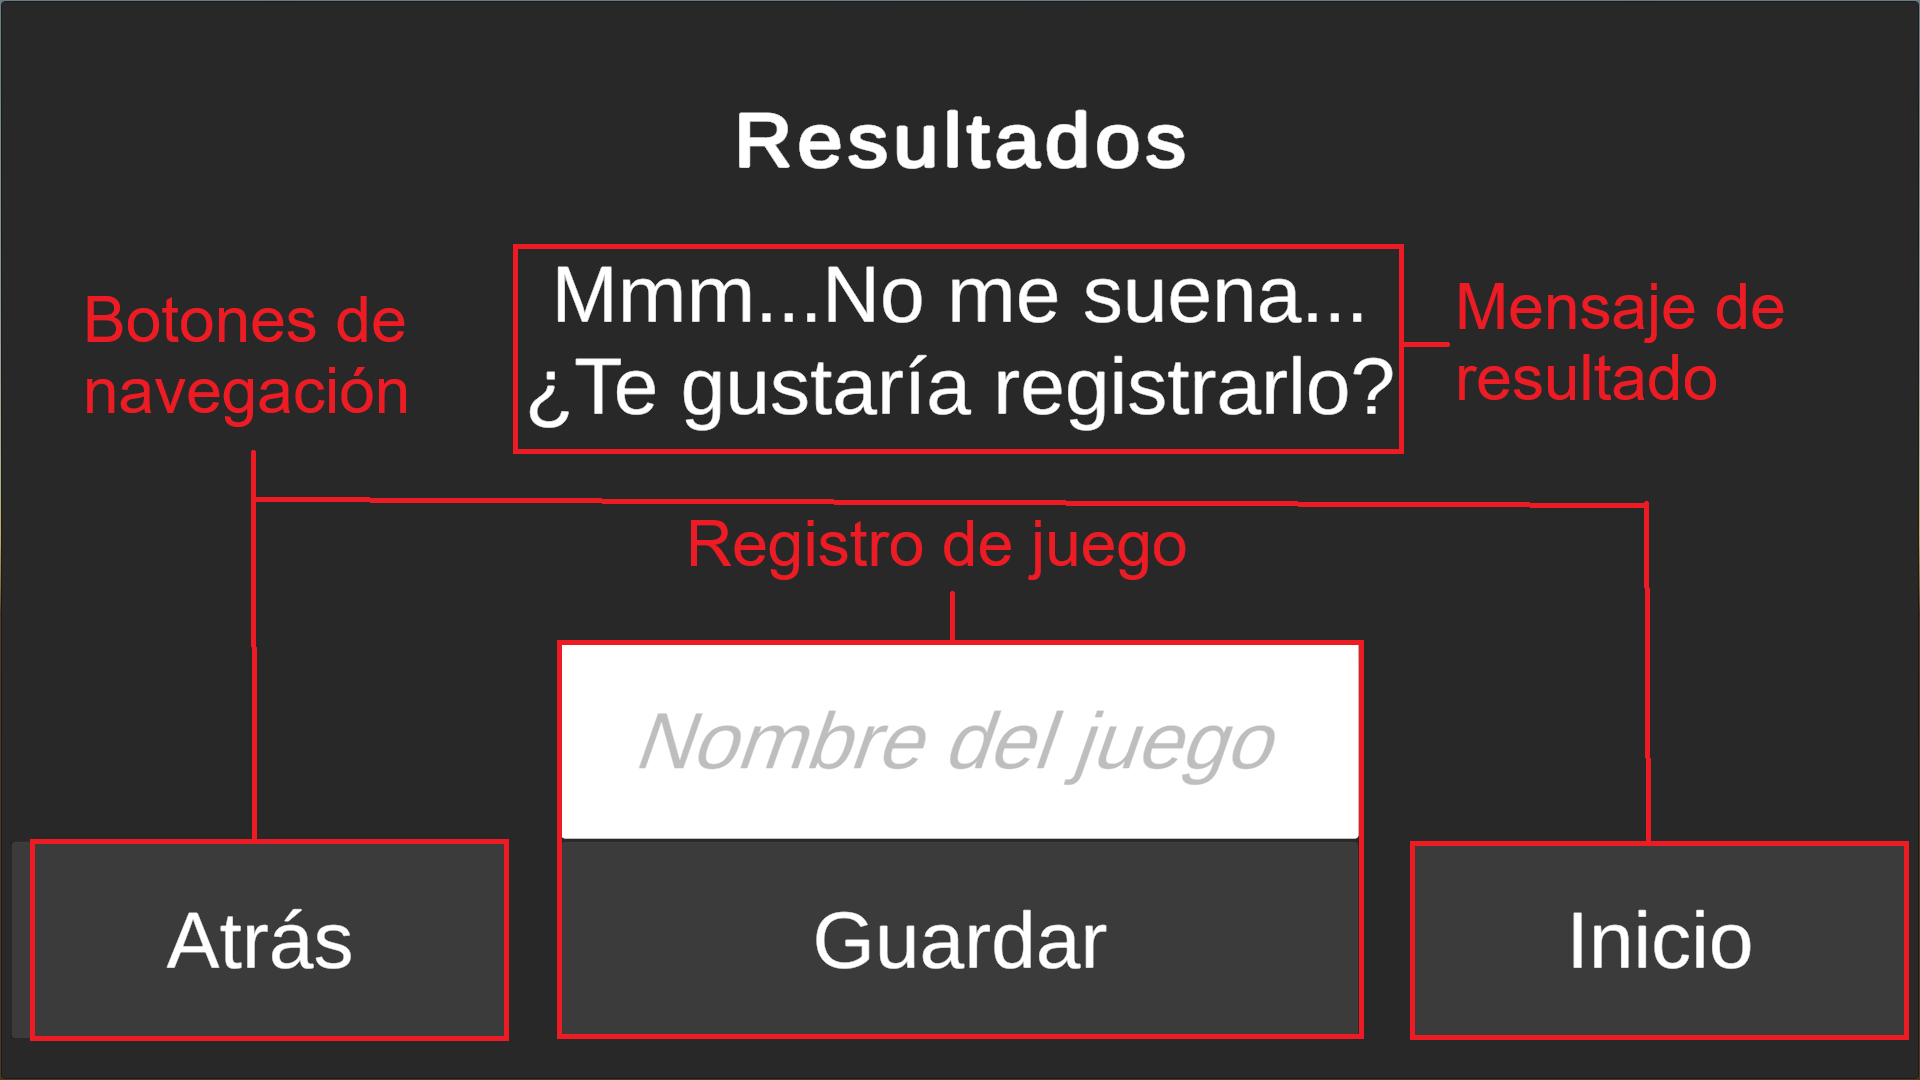 Resultados
Mmm...No me suena...
¿Te gustaría registrarlo?
Botones de
navegación
Mensaje de
resultado
Registro de juego
Nombre del juego
Atrás
Guardar
Inicio